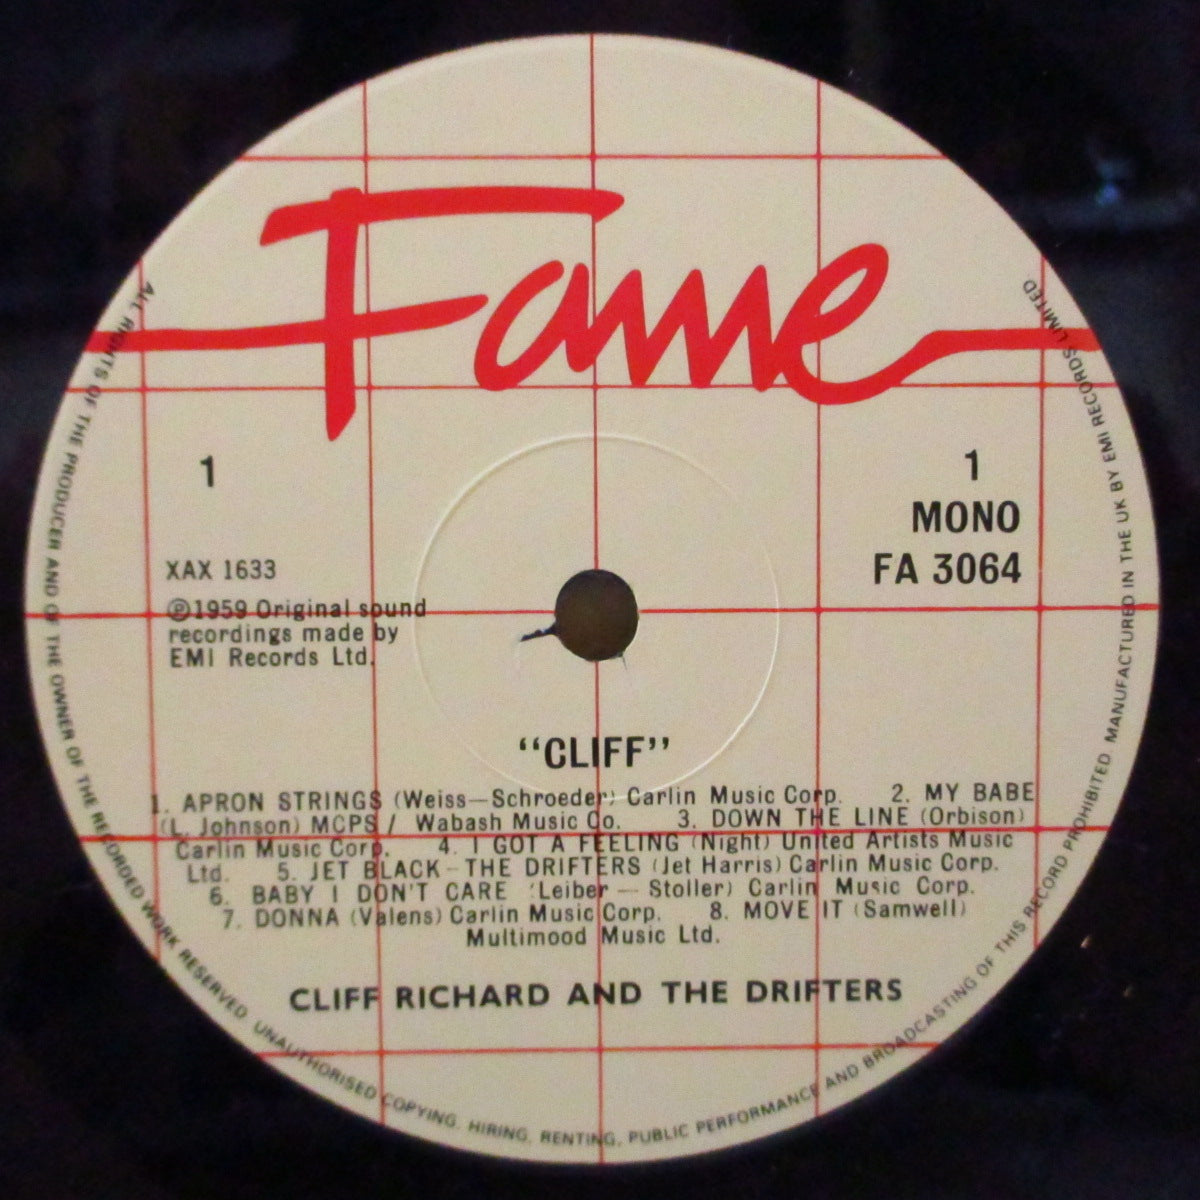 Fame
1
1
MONO
FA 3064
XAX 1633
℗1959 Original sound
recordings made by
EMI Records Ltd.
“CLIFF”
1. APRON STRINGS (Weiss—Schroeder) Carlin Music Corp. 2. MY BABE
(L. Johnson) MCPS / Wabash Music Co. 3. DOWN THE LINE (Orbison)
Carlin Music Corp. 4. I GOT A FEELING (Night) United Artists Music
Ltd. 5. JET BLACK - THE DRIFTERS (Jet Harris) Carlin Music Corp.
6. BABY I DON'T CARE (Leiber — Stoller) Carlin Music Corp.
7. DONNA (Valens) Carlin Music Corp. 8. MOVE IT (Samwell)
Multimood Music Ltd.
CLIFF RICHARD AND THE DRIFTERS
ALL RIGHTS OF THE PRODUCER AND OF THE OWNER OF THE RECORDED WORK RESERVED. UNAUTHORISED COPYING, HIRING, RENTING, PUBLIC PERFORMANCE AND BROADCASTING OF THIS RECORD PROHIBITED MANUFACTURED IN THE UK BY EMI RECORDS LIMITED